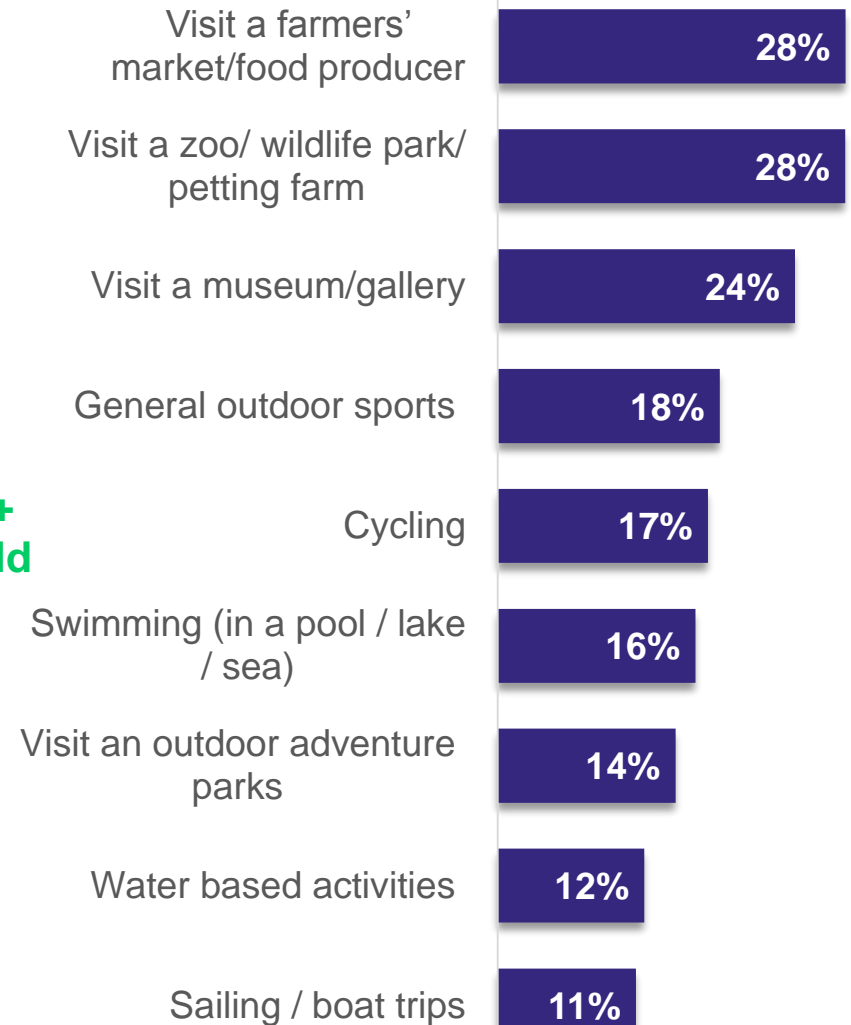 Visit a farmers’
market/food producer
28%
Visit a zoo/ wildlife park/
petting farm
28%
Visit a museum/gallery
24%
General outdoor sports
18%
+
ld
Cycling
17%
Swimming (in a pool / lake
/ sea)
16%
Visit an outdoor adventure
parks
14%
Water based activities
12%
Sailing / boat trips
11%